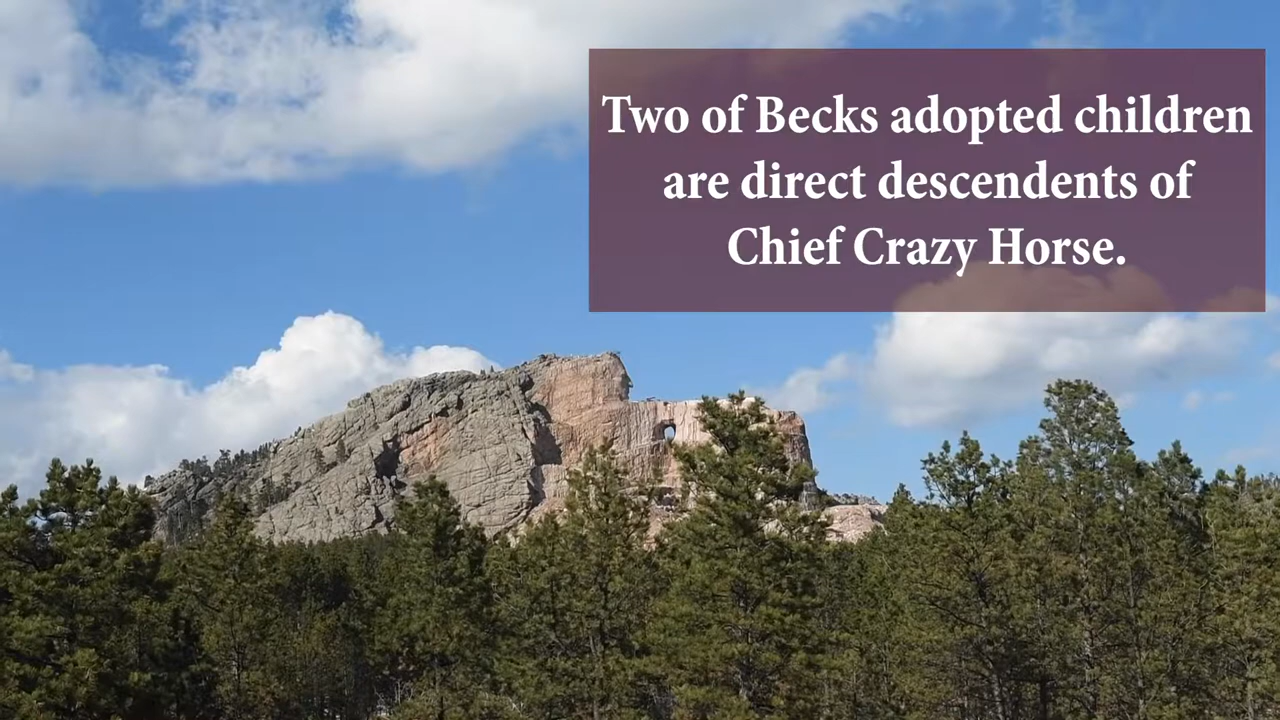 Two of Becks adopted children
are direct descendents of
Chief Crazy Horse.